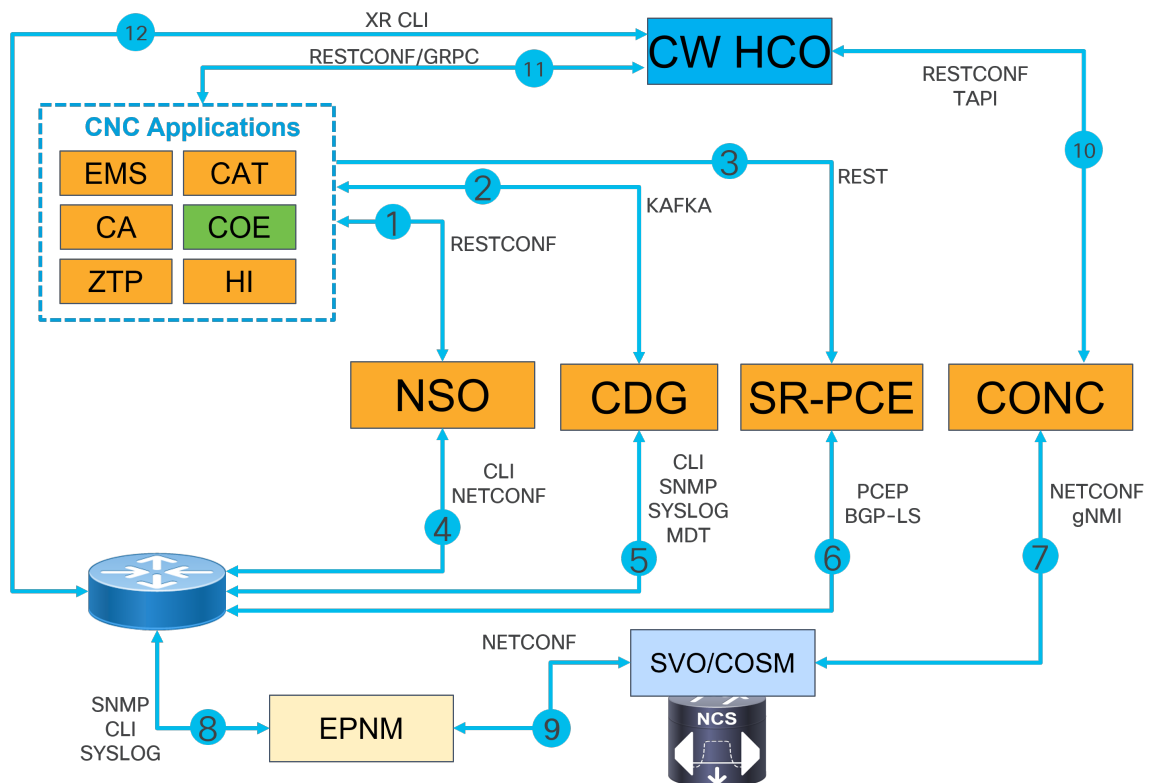 XR CLI
12
CW HCO
RESTCONF/GRPC
11
RESTCONF
TAPI
CNC Applications
10
3
EMS
CAT
REST
2
KAFKA
CA
COE
1
RESTCONF
ZTP
HI
NSO
CDG
SR-PCE
CONC
CLI
NETCONF
CLI
SNMP
SYSLOG
MDT
PCEP
BGP-LS
NETCONF
gNMI
4
5
6
7
NETCONF
SVO/COSM
SNMP
CLI
SYSLOG
8
EPNM
9
NCS